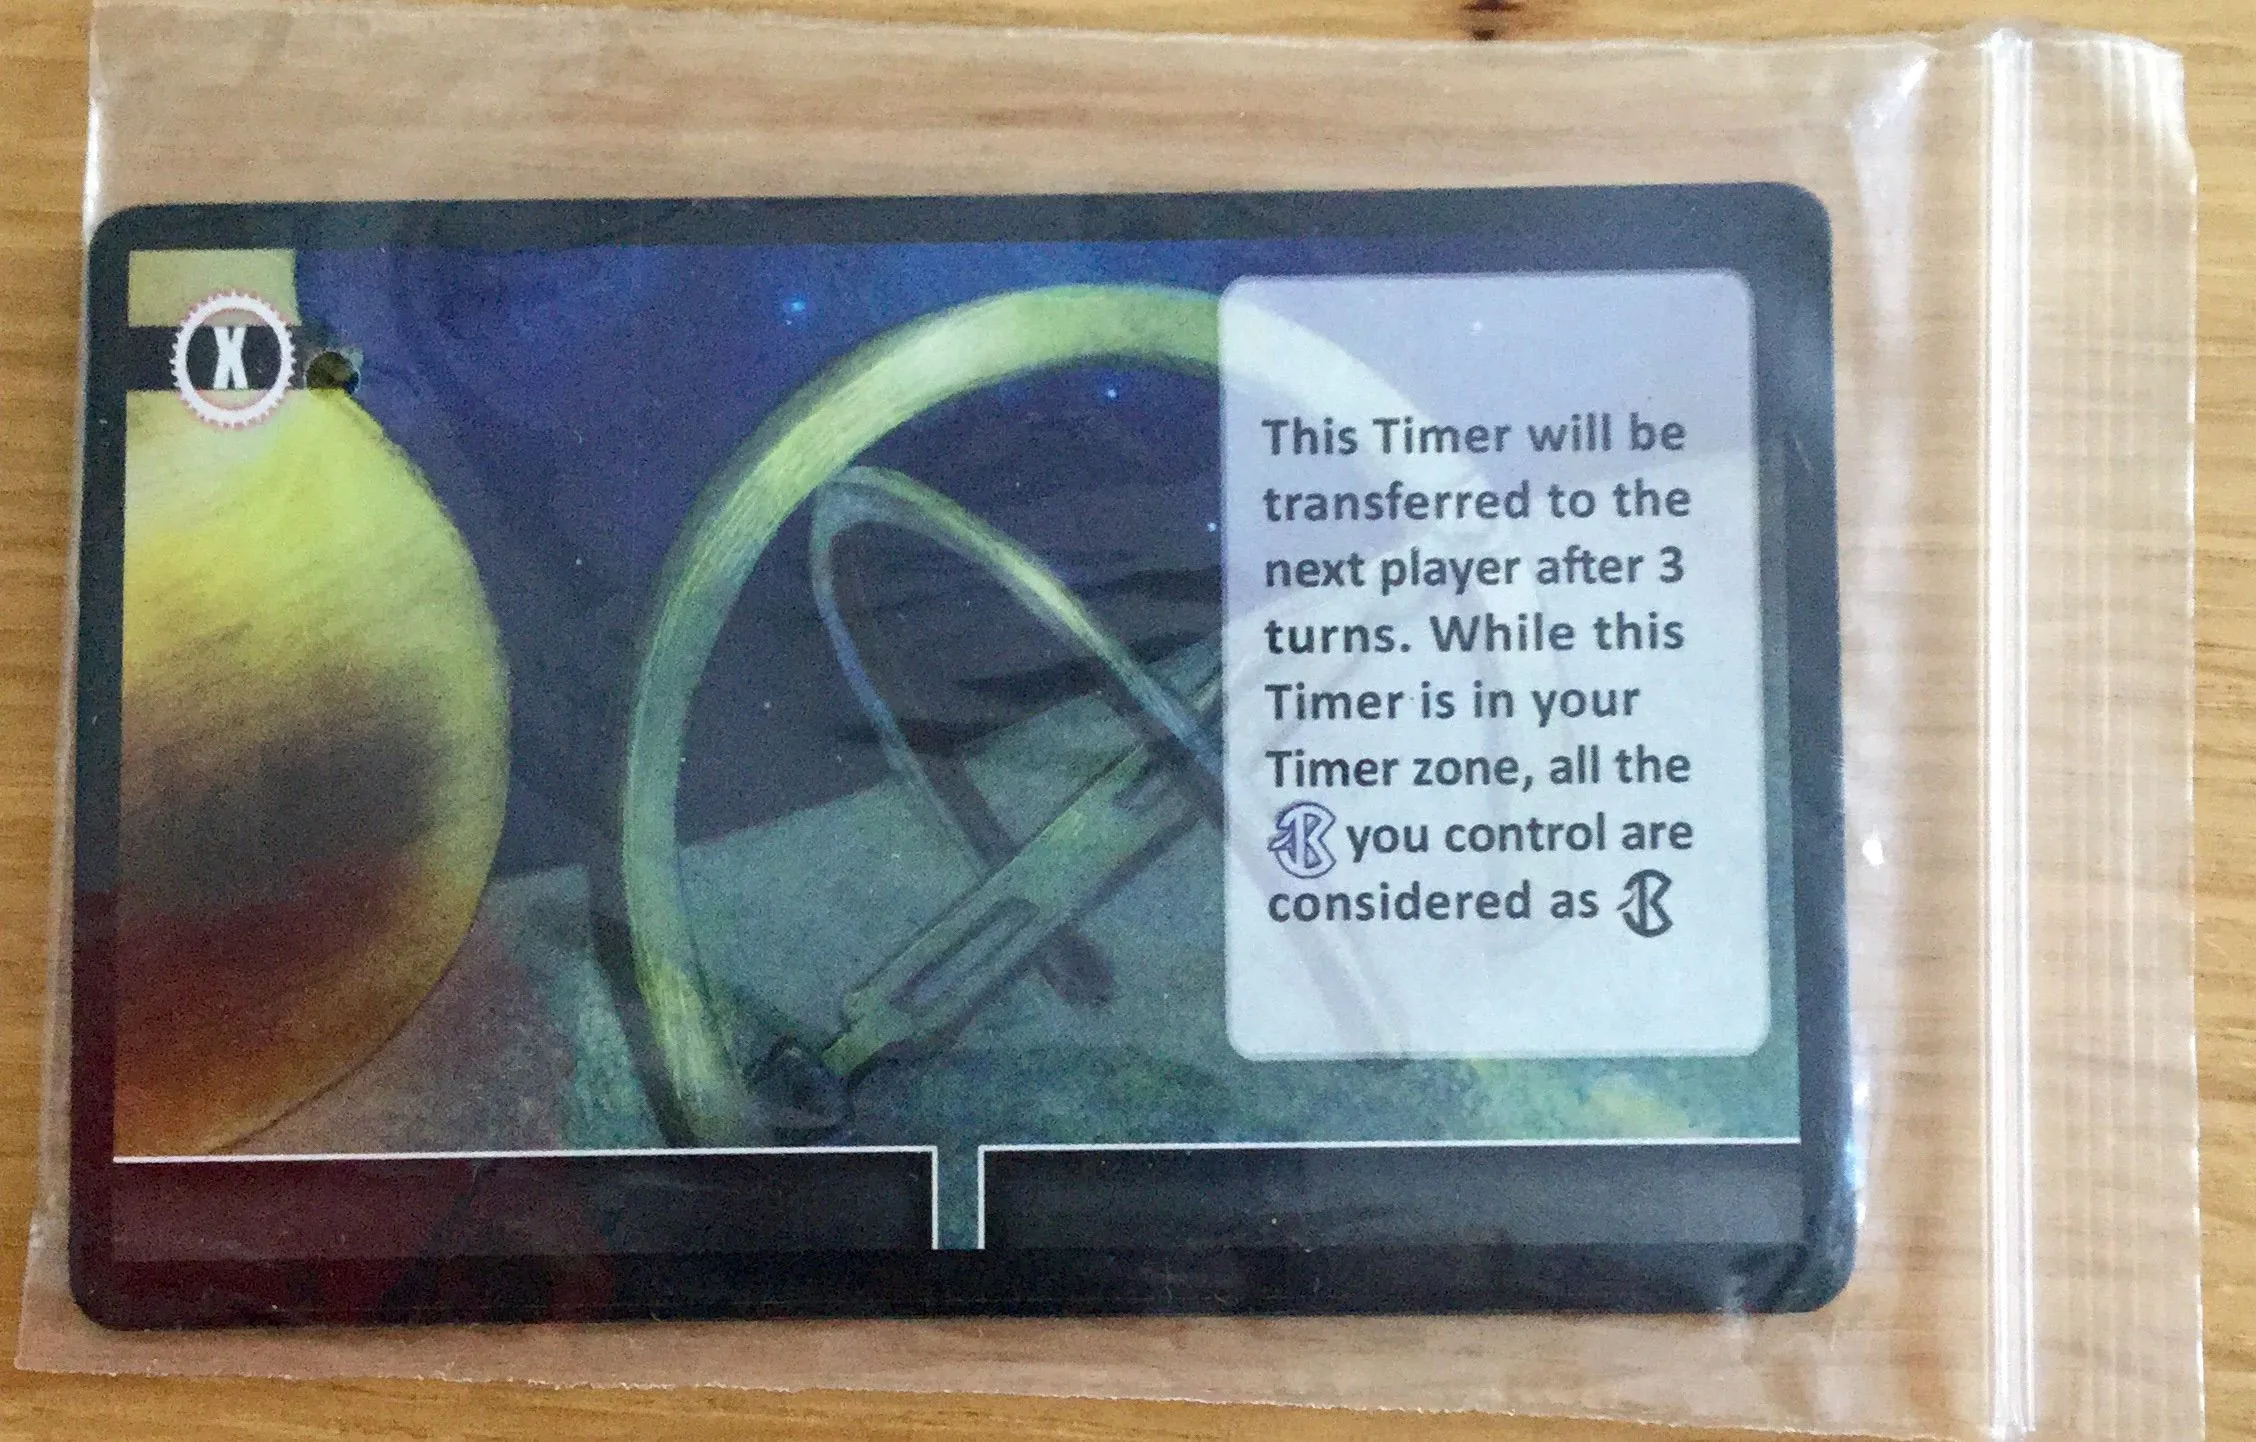 X
This Timer will be
transferred to the
next player after 3
turns. While this
Timer is in your
Timer zone, all the
you control are
considered as